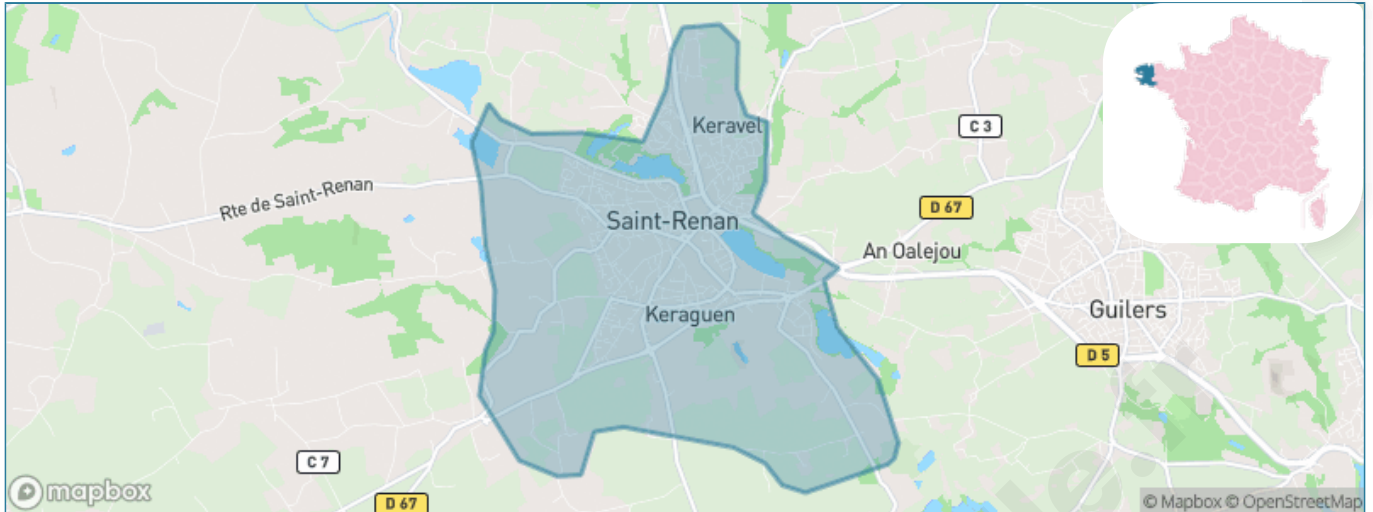 Keravel
C 3
Rte de Saint-Renan
D 67
Saint-Renan
An Oalejou
Keraguen
Guilers
D 5
C 7
mapbox
D 67
© Mapbox © OpenStreetMap